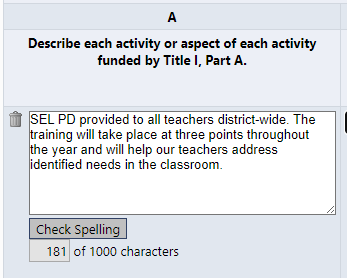 A
Describe each activity or aspect of each activity
funded by Title I, Part A.
SEL PD provided to all teachers district-wide. The
training will take place at three points throughout
the year and will help our teachers address
identified needs in the classroom.
Check Spelling
181 of 1000 characters